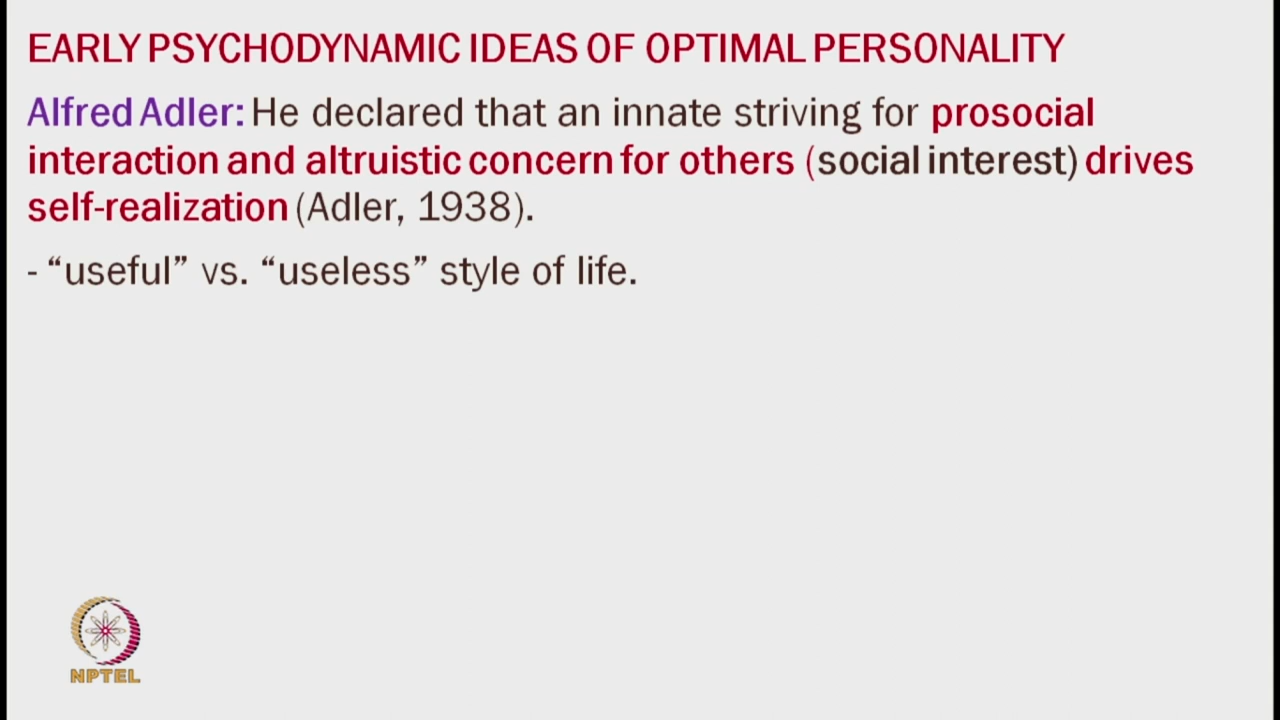 EARLY PSYCHODYNAMIC IDEAS OF OPTIMAL PERSONALITY
Alfred Adler: He declared that an innate striving for prosocial
interaction and altruistic concern for others (social interest) drives
self-realization (Adler, 1938).
- “useful” vs. “useless” style of life.
NPTEL